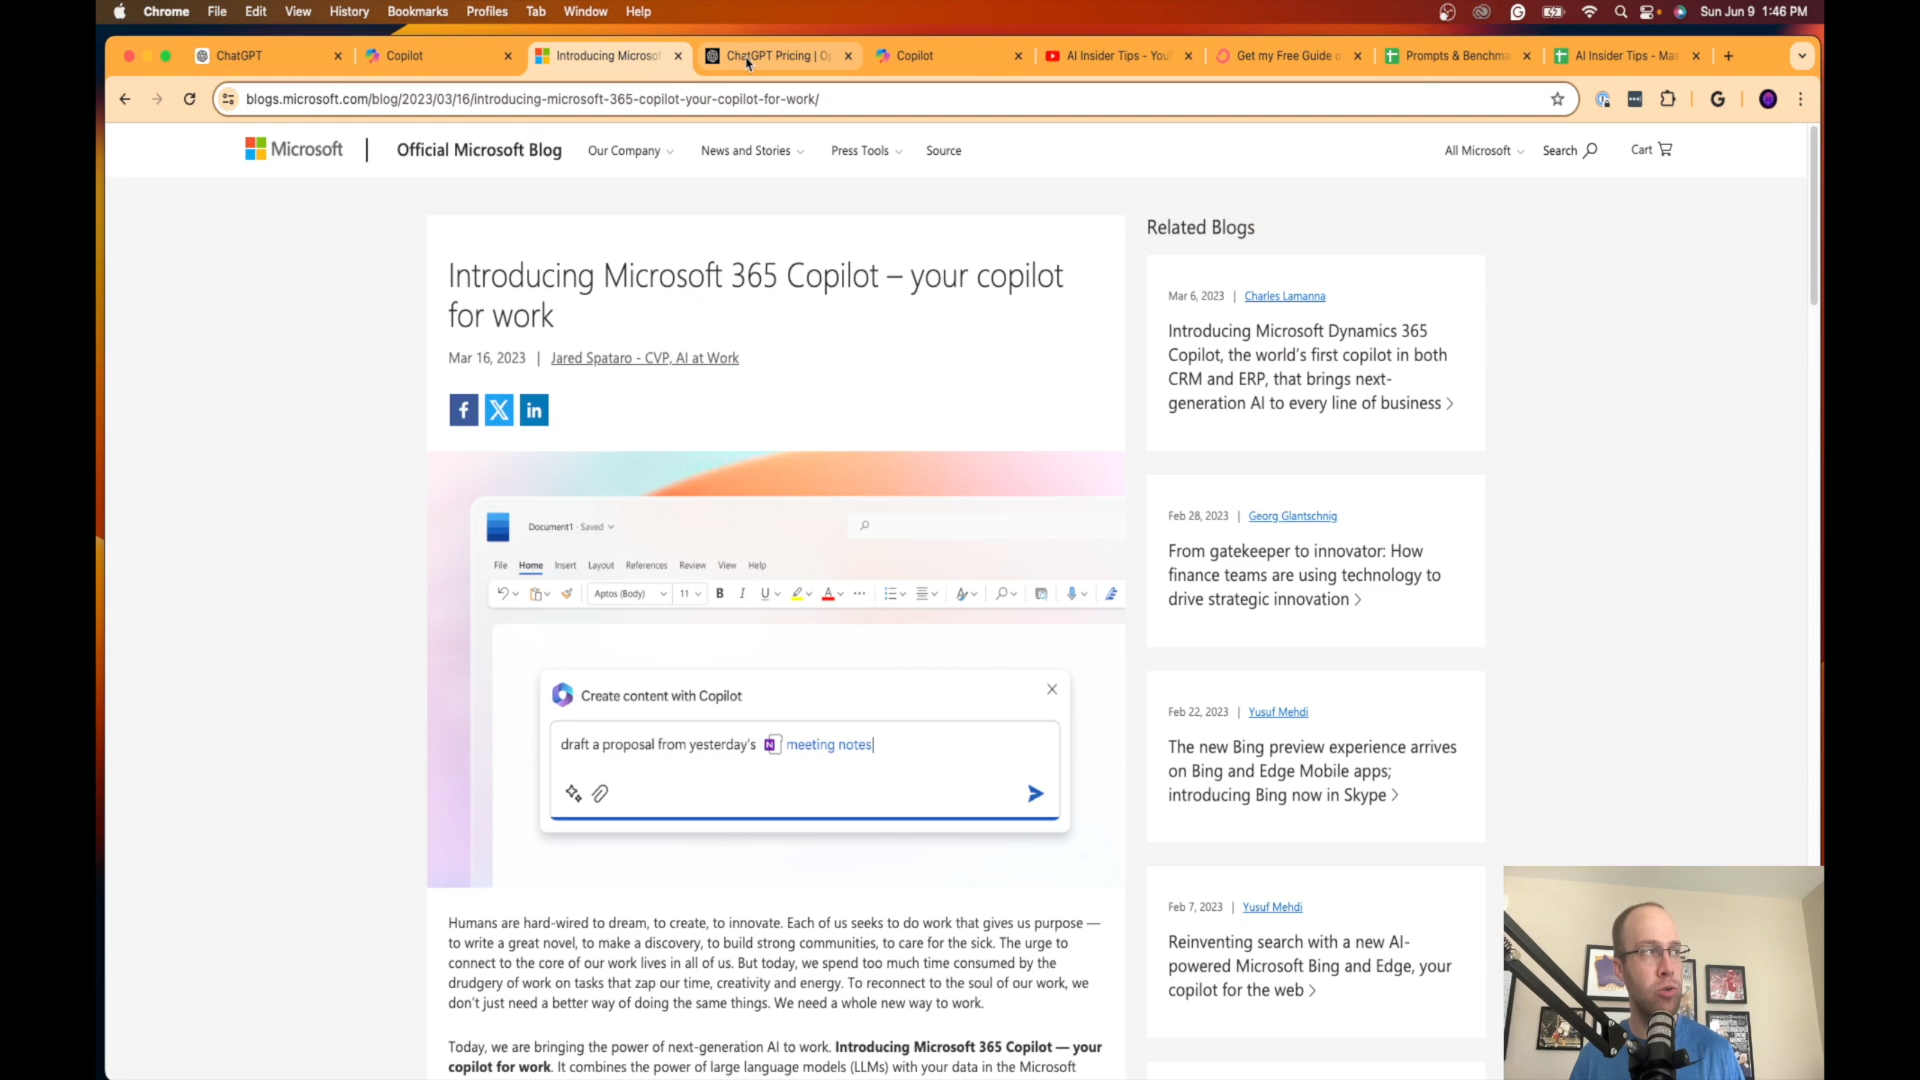 Chrome File Edit View History Bookmarks Profiles Tab Window Help Sun Jun 9 1:46 PM
ChatGPT Copilot Introducing Microsof ChatGPT Pricing | Op Copilot AI Insider Tips - YouT Get my Free Guide o Prompts & Benchma AI Insider Tips - Mas
blogs.microsoft.com/blog/2023/03/16/introducing-microsoft-365-copilot-your-copilot-for-work/
Microsoft | Official Microsoft Blog Our Company News and Stories Press Tools Source All Microsoft Search Cart
Introducing Microsoft 365 Copilot – your copilot
for work
Mar 16, 2023 | Jared Spataro - CVP, AI at Work
Document1 - Saved
File Home Insert Layout References Review View Help
Aptos (Body) 11 B I U A
Create content with Copilot
draft a proposal from yesterday's N meeting notes
Humans are hard-wired to dream, to create, to innovate. Each of us seeks to do work that gives us purpose —
to write a great novel, to make a discovery, to build strong communities, to care for the sick. The urge to
connect to the core of our work lives in all of us. But today, we spend too much time consumed by the
drudgery of work on tasks that zap our time, creativity and energy. To reconnect to the soul of our work, we
don't just need a better way of doing the same things. We need a whole new way to work.
Today, we are bringing the power of next-generation AI to work. Introducing Microsoft 365 Copilot — your
copilot for work. It combines the power of large language models (LLMs) with your data in the Microsoft
Related Blogs
Mar 6, 2023 | Charles Lamanna
Introducing Microsoft Dynamics 365
Copilot, the world's first copilot in both
CRM and ERP, that brings next-
generation AI to every line of business
Feb 28, 2023 | Georg Glantschnig
From gatekeeper to innovator: How
finance teams are using technology to
drive strategic innovation
Feb 22, 2023 | Yusuf Mehdi
The new Bing preview experience arrives
on Bing and Edge Mobile apps;
introducing Bing now in Skype
Feb 7, 2023 | Yusuf Mehdi
Reinventing search with a new AI-
powered Microsoft Bing and Edge, your
copilot for the web